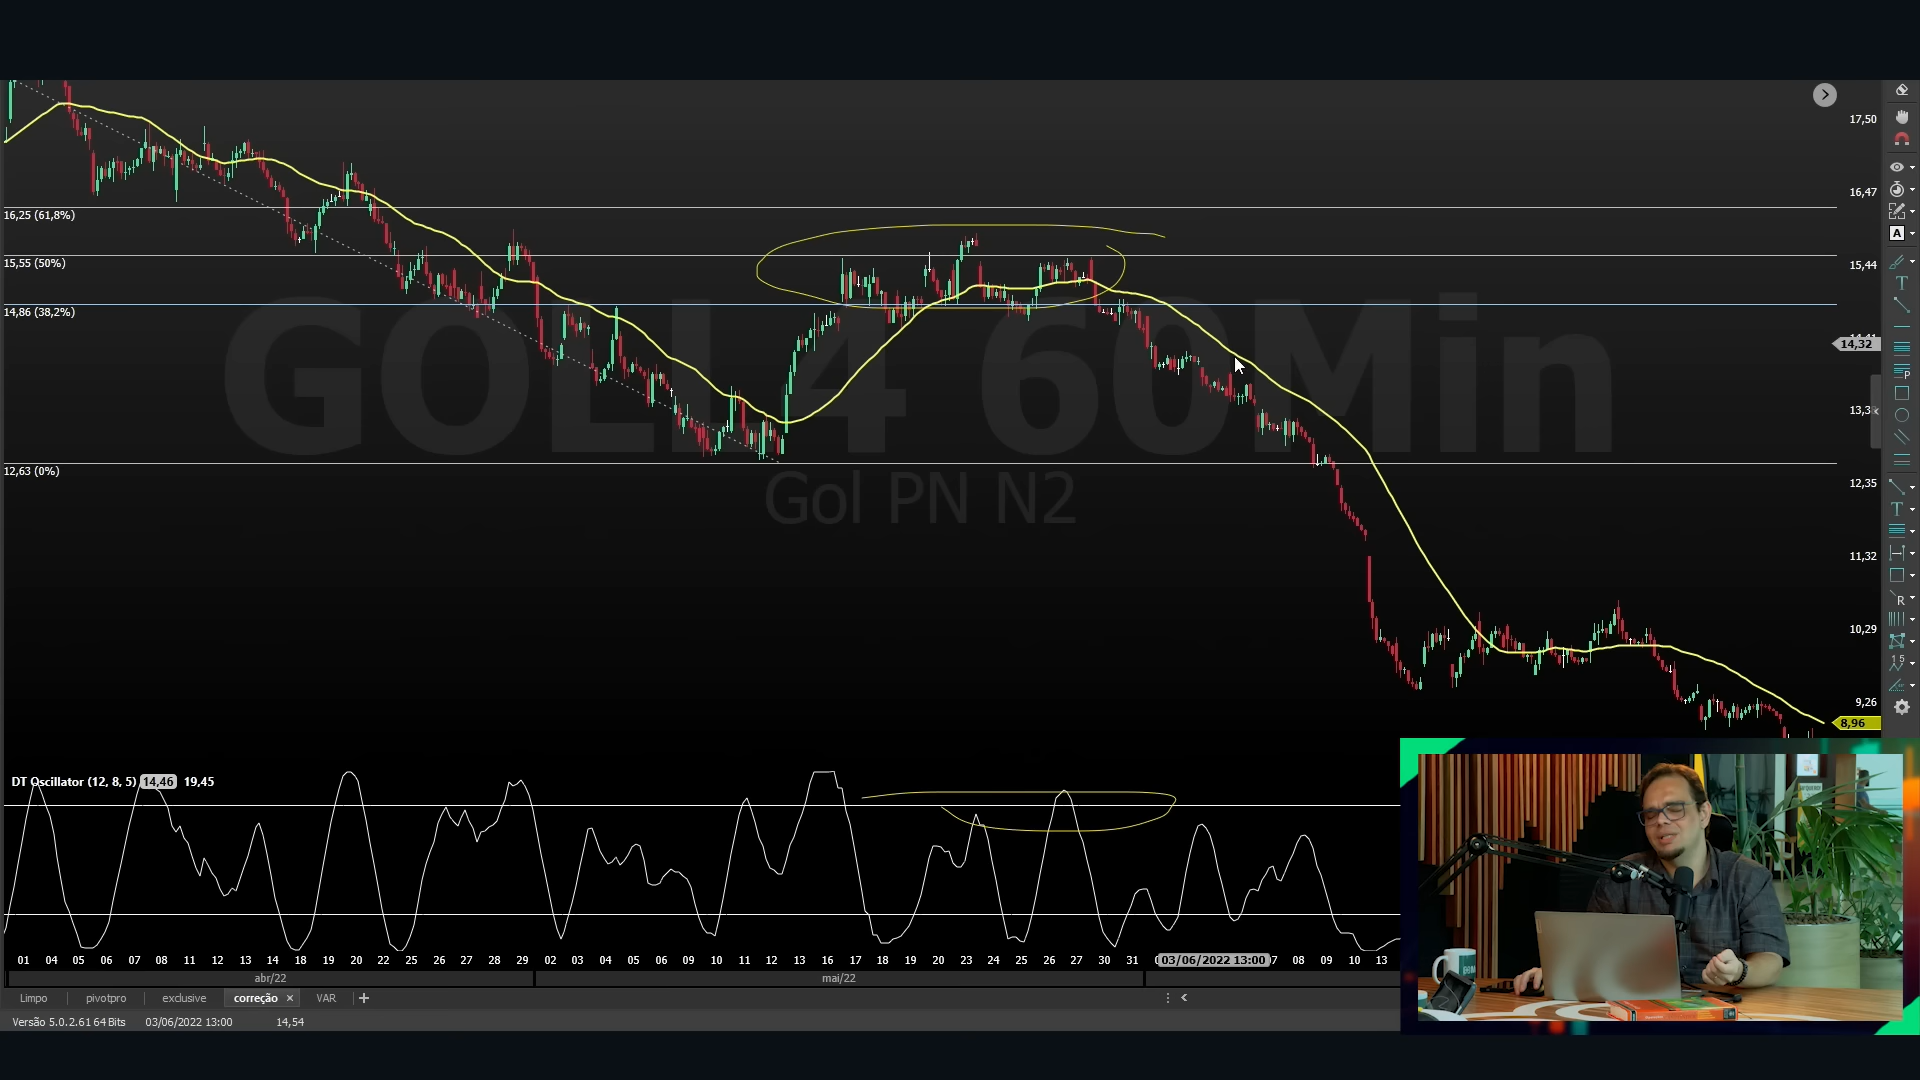 17,50
16,47
16,25 (61,8%)
15,55 (50%)
15,44
14,86 (38,2%)
14,32
GOLL4 60Min
Gol PN N2
12,63 (0%)
12,35
11,32
10,29
9,26
8,96
DT Oscillator (12, 8, 5) 14,46 19,45
01 04 05 06 07 08 11 12 13 14 18 19 20 22 25 26 27 28 29 02 03 04 05 06 09 10 11 12 13 16 17 18 19 20 23 24 25 26 27 30 31 03/06/2022 13:00 08 09 10 13
abr/22 mai/22
Limpo pivotpro exclusive correção × VAR +
Versão 5.0.2.61 64 Bits 03/06/2022 13:00 14,54